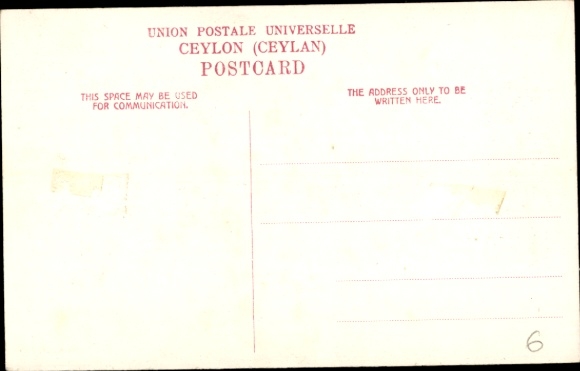 UNION POSTALE UNIVERSELLE
CEYLON (CEYLAN)
POSTCARD
THIS SPACE MAY BE USED
FOR COMMUNICATION.
THE ADDRESS ONLY TO BE
WRITTEN HERE.
6